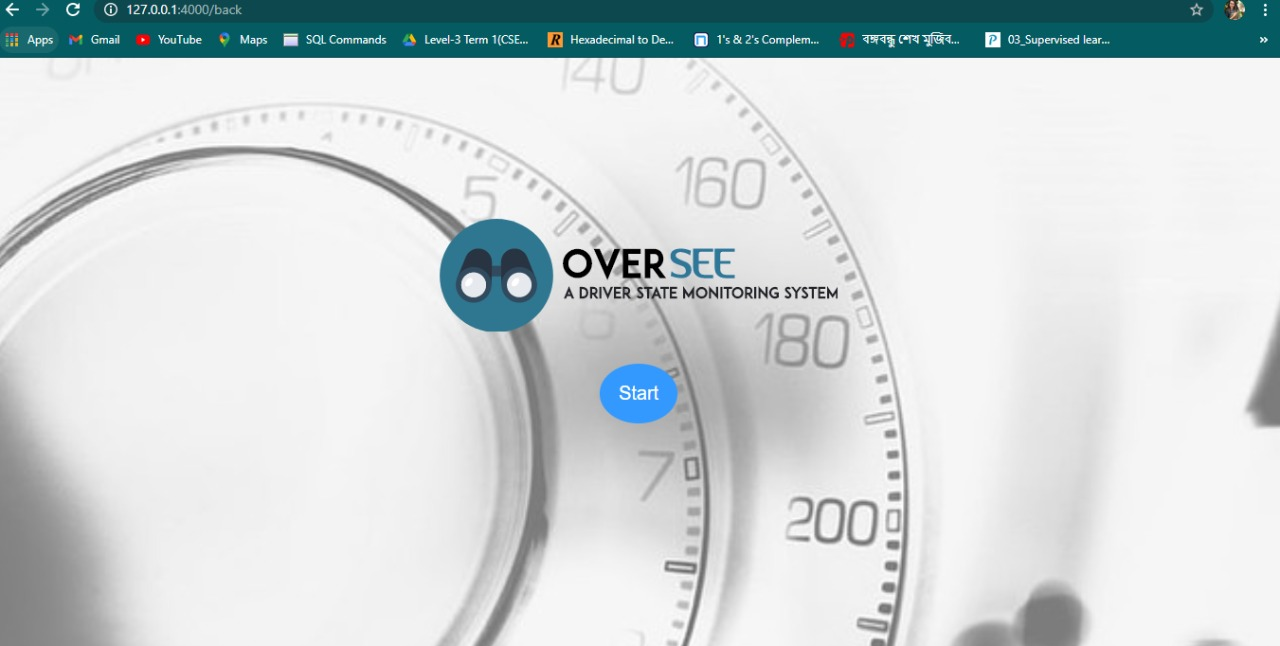 127.0.0.1:4000/back
Apps Gmail YouTube Maps SQL Commands Level-3 Term 1(CSE... Hexadecimal to De... 1's & 2's Complem... বঙ্গবন্ধু শেখ মুজিব... 03_Supervised lear... »
140
160
5
OVERSEE
A DRIVER STATE MONITORING SYSTEM
180
Start
7
200